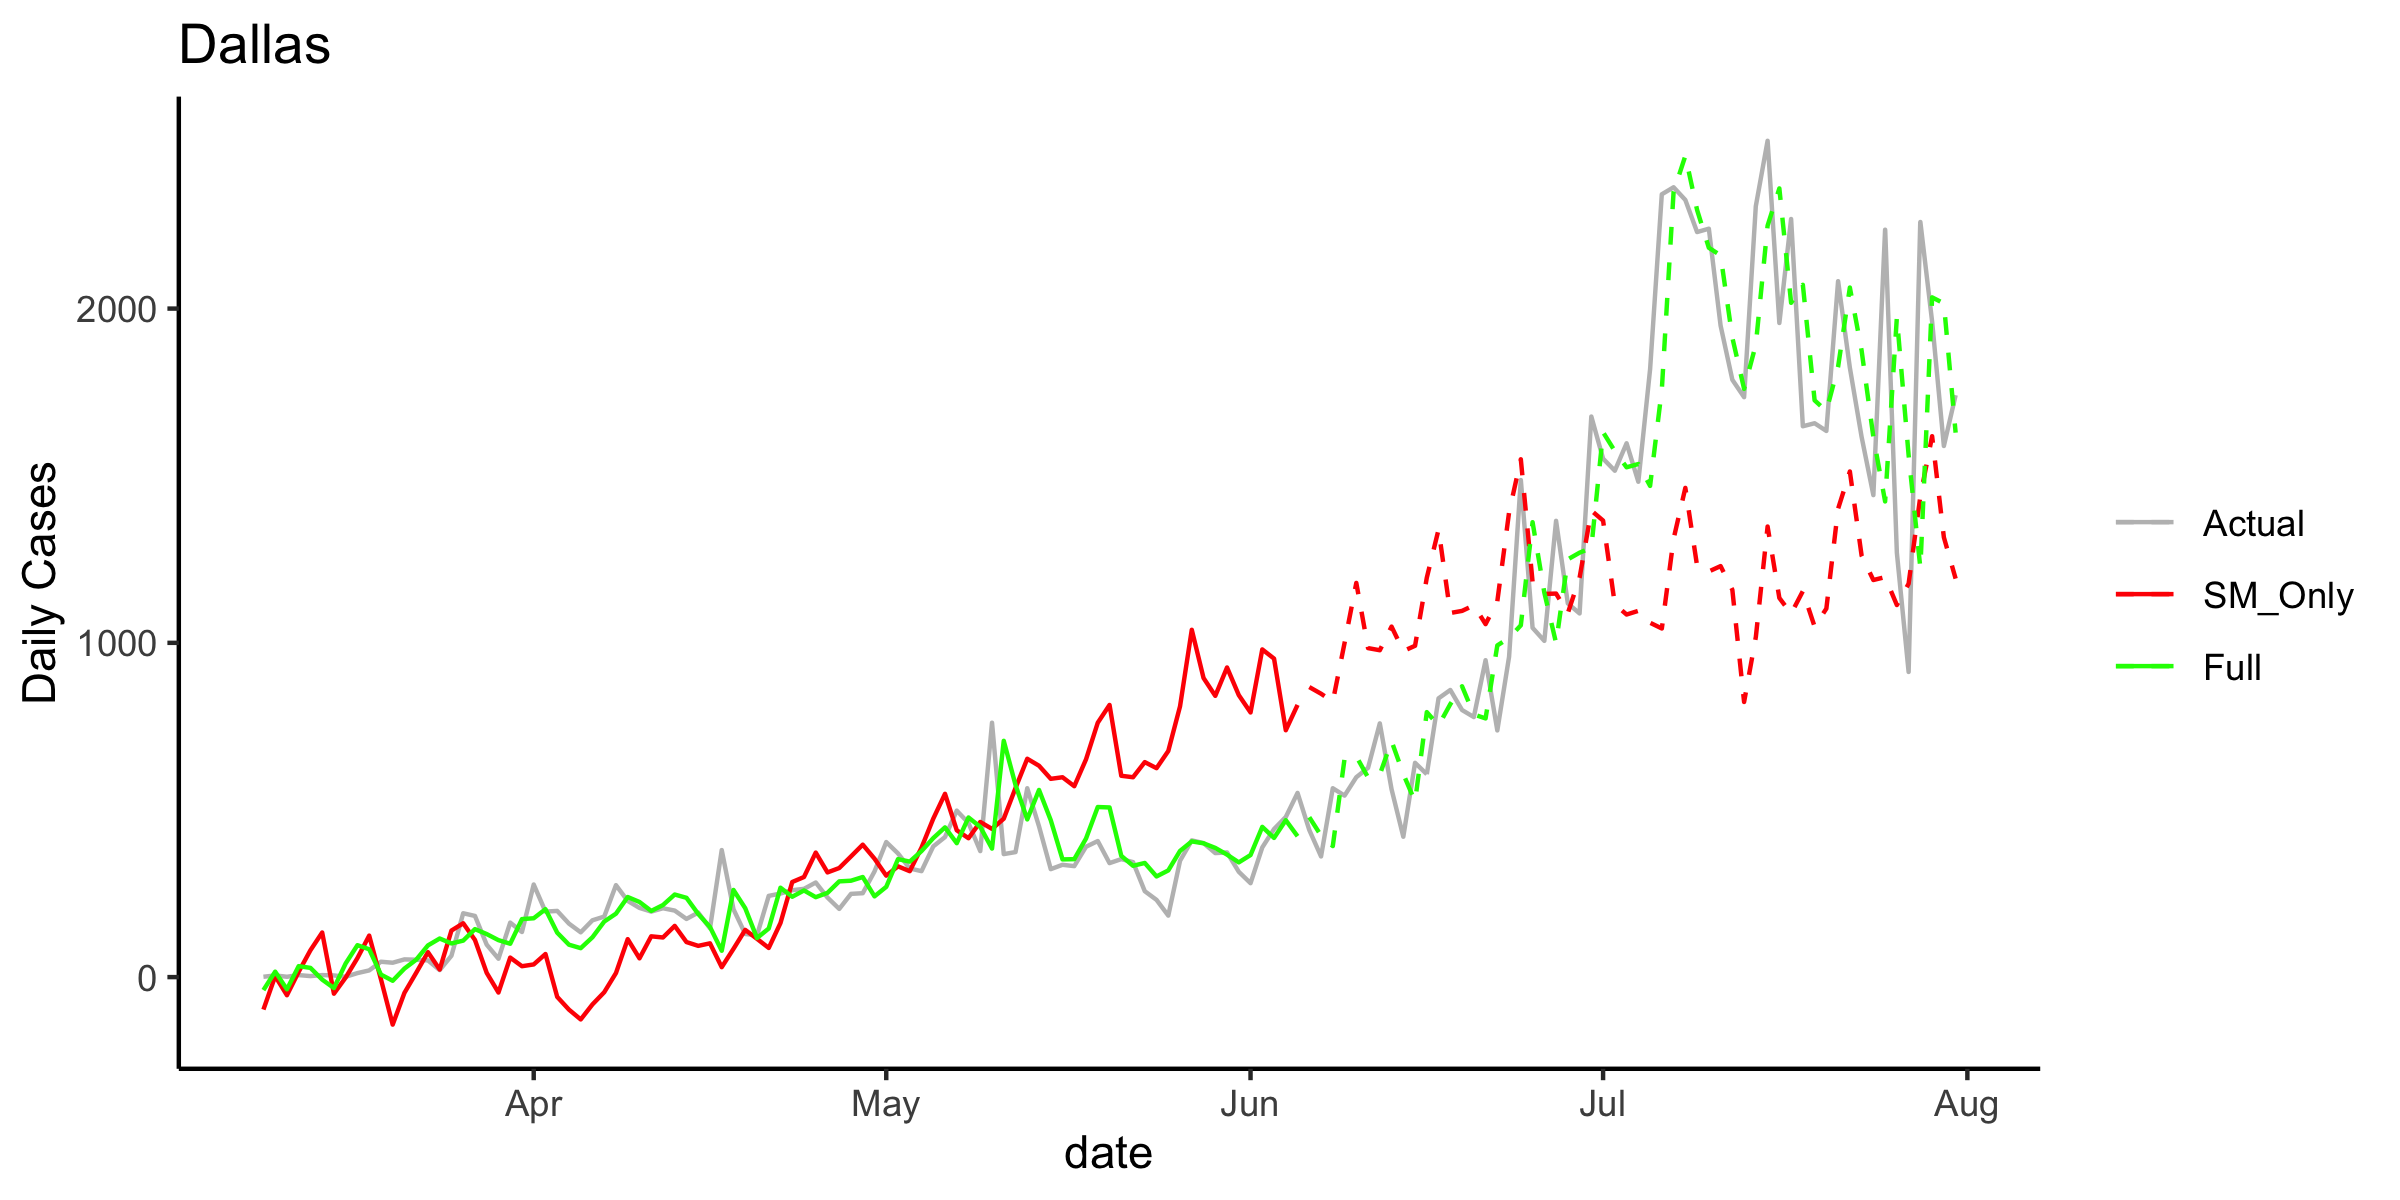 Dallas
Daily Cases
2000
1000
0
Apr
May
Jun
Jul
Aug
date
Actual
SM_Only
Full